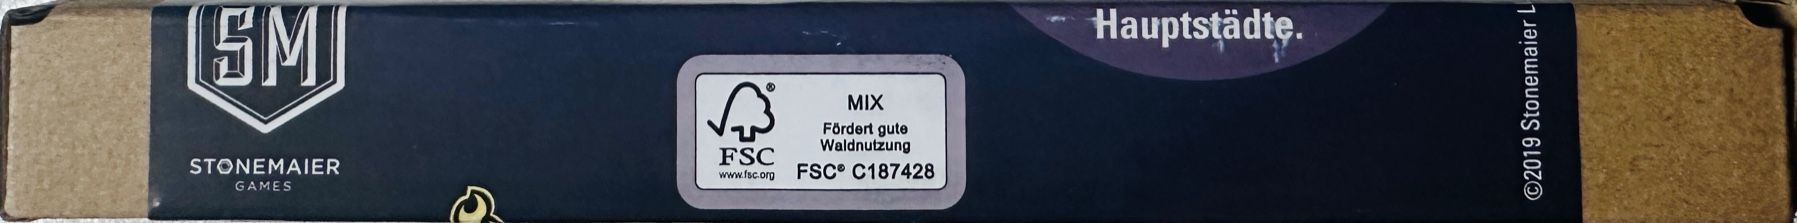 SM
STONEMAIER
GAMES
FSC®
www.fsc.org
MIX
Fördert gute
Waldnutzung
FSC® C187428
Hauptstädte.
©2019 Stonemaier